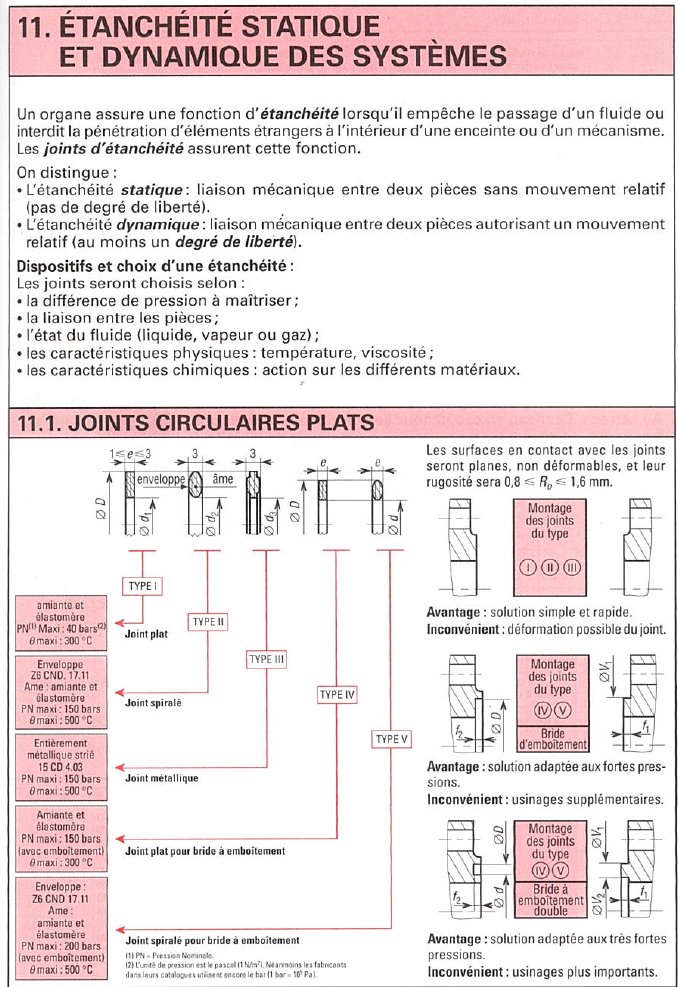 11. ÉTANCHÉITÉ STATIQUE
ET DYNAMIQUE DES SYSTÈMES
Un organe assure une fonction d'étanchéité lorsqu'il empêche le passage d'un fluide ou
interdit la pénétration d'éléments étrangers à l'intérieur d'une enceinte ou d'un mécanisme.
Les joints d'étanchéité assurent cette fonction.
On distingue :
• L'étanchéité statique : liaison mécanique entre deux pièces sans mouvement relatif
(pas de degré de liberté).
• L'étanchéité dynamique : liaison mécanique entre deux pièces autorisant un mouvement
relatif (au moins un degré de liberté).
Dispositifs et choix d'une étanchéité :
Les joints seront choisis selon :
• la différence de pression à maîtriser ;
• la liaison entre les pièces ;
• l'état du fluide (liquide, vapeur ou gaz) ;
• les caractéristiques physiques : température, viscosité ;
• les caractéristiques chimiques : action sur les différents matériaux.
11.1. JOINTS CIRCULAIRES PLATS
1 ≤ e ≤ 3
3
3
e
e
enveloppe
âme
Ø D
Ø d₁
Ø d₂
Ø d₃
Ø D
Ø d
TYPE I
TYPE II
TYPE III
TYPE IV
TYPE V
amiante et
élastomère
PN(1) Maxi : 40 bars(2)
θ maxi : 300 °C
Joint plat
Enveloppe
Z6 CND. 17.11
Ame : amiante et
élastomère
PN maxi : 150 bars
θ maxi : 500 °C
Joint spiralé
Entièrement
métallique strié
15 CD 4.03
PN maxi : 150 bars
θ maxi : 500 °C
Joint métallique
Amiante et
élastomère
PN maxi : 150 bars
(avec emboîtement)
θ maxi : 300 °C
Joint plat pour bride à emboîtement
Enveloppe :
Z6 CND 17.11
Ame :
amiante et
élastomère
PN maxi : 200 bars
(avec emboîtement)
θ maxi : 500 °C
Joint spiralé pour bride à emboîtement
(1) PN = Pression Nominale.
(2) L'unité de pression est le pascal (1 N/m²). Néanmoins les fabricants
dans leurs catalogues utilisent encore le bar (1 bar = 10⁵ Pa).
Les surfaces en contact avec les joints
seront planes, non déformables, et leur
rugosité sera 0,8 ≤ Ra ≤ 1,6 mm.
Montage
des joints
du type
I II III
Avantage : solution simple et rapide.
Inconvénient : déformation possible du joint.
Montage
des joints
du type
IV V
Bride
d'emboîtement
f₂
Ø D
ØV₁
f₁
Avantage : solution adaptée aux fortes pres-
sions.
Inconvénient : usinages supplémentaires.
Montage
des joints
du type
IV V
Bride à
emboîtement
double
f₂
Ø d
ØD
ØV₁
ØV₂
f₁
Avantage : solution adaptée aux très fortes
pressions.
Inconvénient : usinages plus importants.